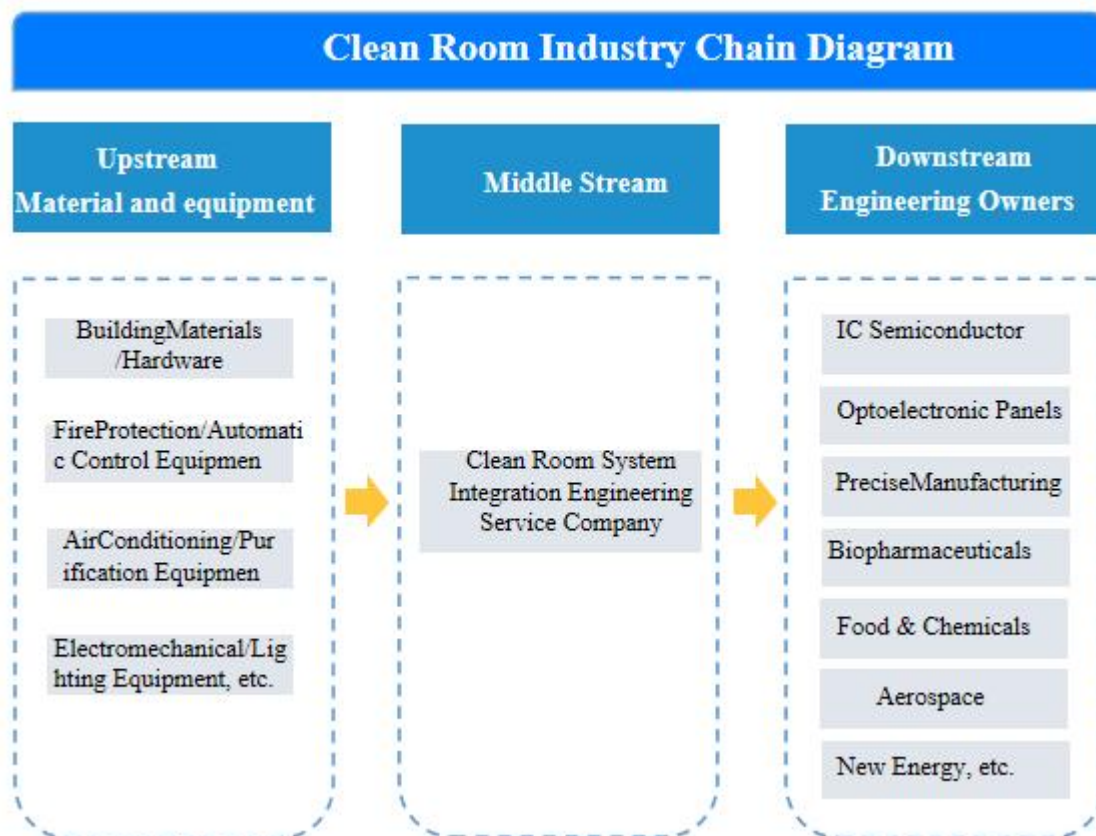 Clean Room Industry Chain Diagram
Upstream
Material and equipment
Middle Stream
Downstream
Engineering Owners
BuildingMaterials
/Hardware
FireProtection/Automati
c Control Equipmen
AirConditioning/Pur
ification Equipmen
Electromechanical/Lig
hting Equipment, etc.
Clean Room System
Integration Engineering
Service Company
IC Semiconductor
Optoelectronic Panels
PreciseManufacturing
Biopharmaceuticals
Food & Chemicals
Aerospace
New Energy, etc.